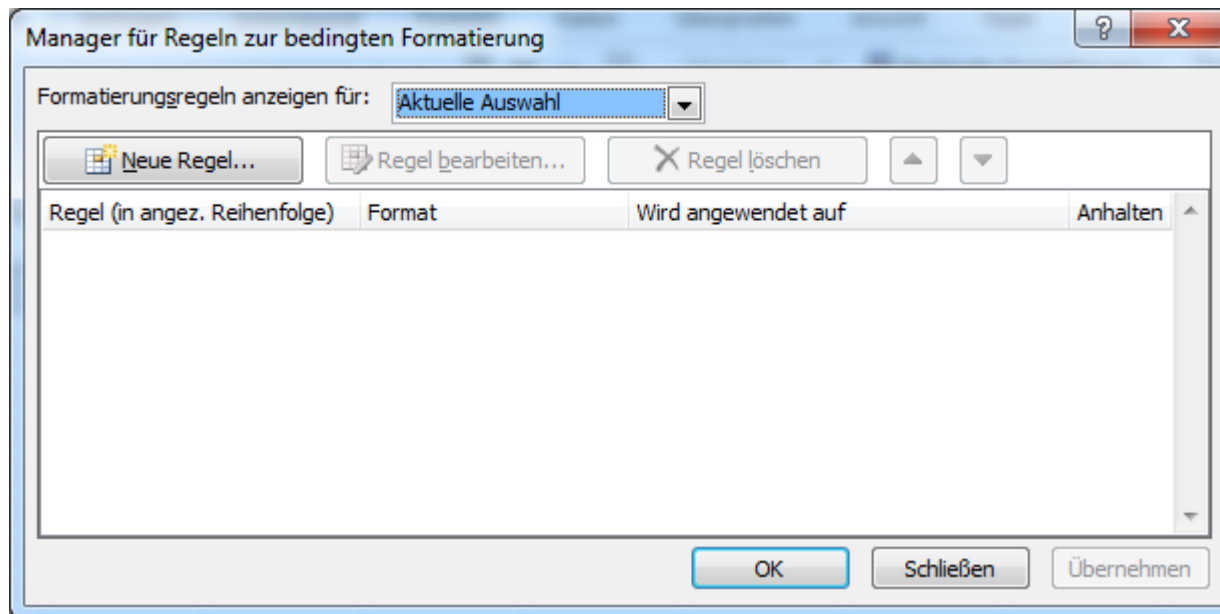 Manager für Regeln zur bedingten Formatierung
Formatierungsregeln anzeigen für: Aktuelle Auswahl
Neue Regel... Regel bearbeiten... Regel löschen
Regel (in angez. Reihenfolge) Format Wird angewendet auf Anhalten
OK Schließen Übernehmen